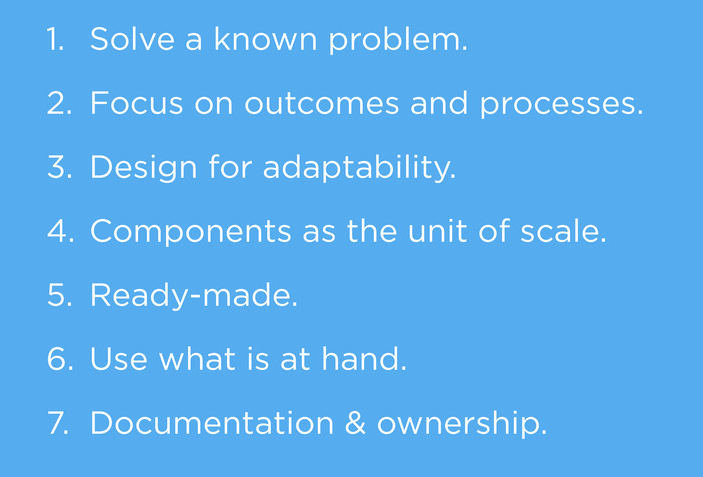 1. Solve a known problem.
2. Focus on outcomes and processes.
3. Design for adaptability.
4. Components as the unit of scale.
5. Ready-made.
6. Use what is at hand.
7. Documentation & ownership.